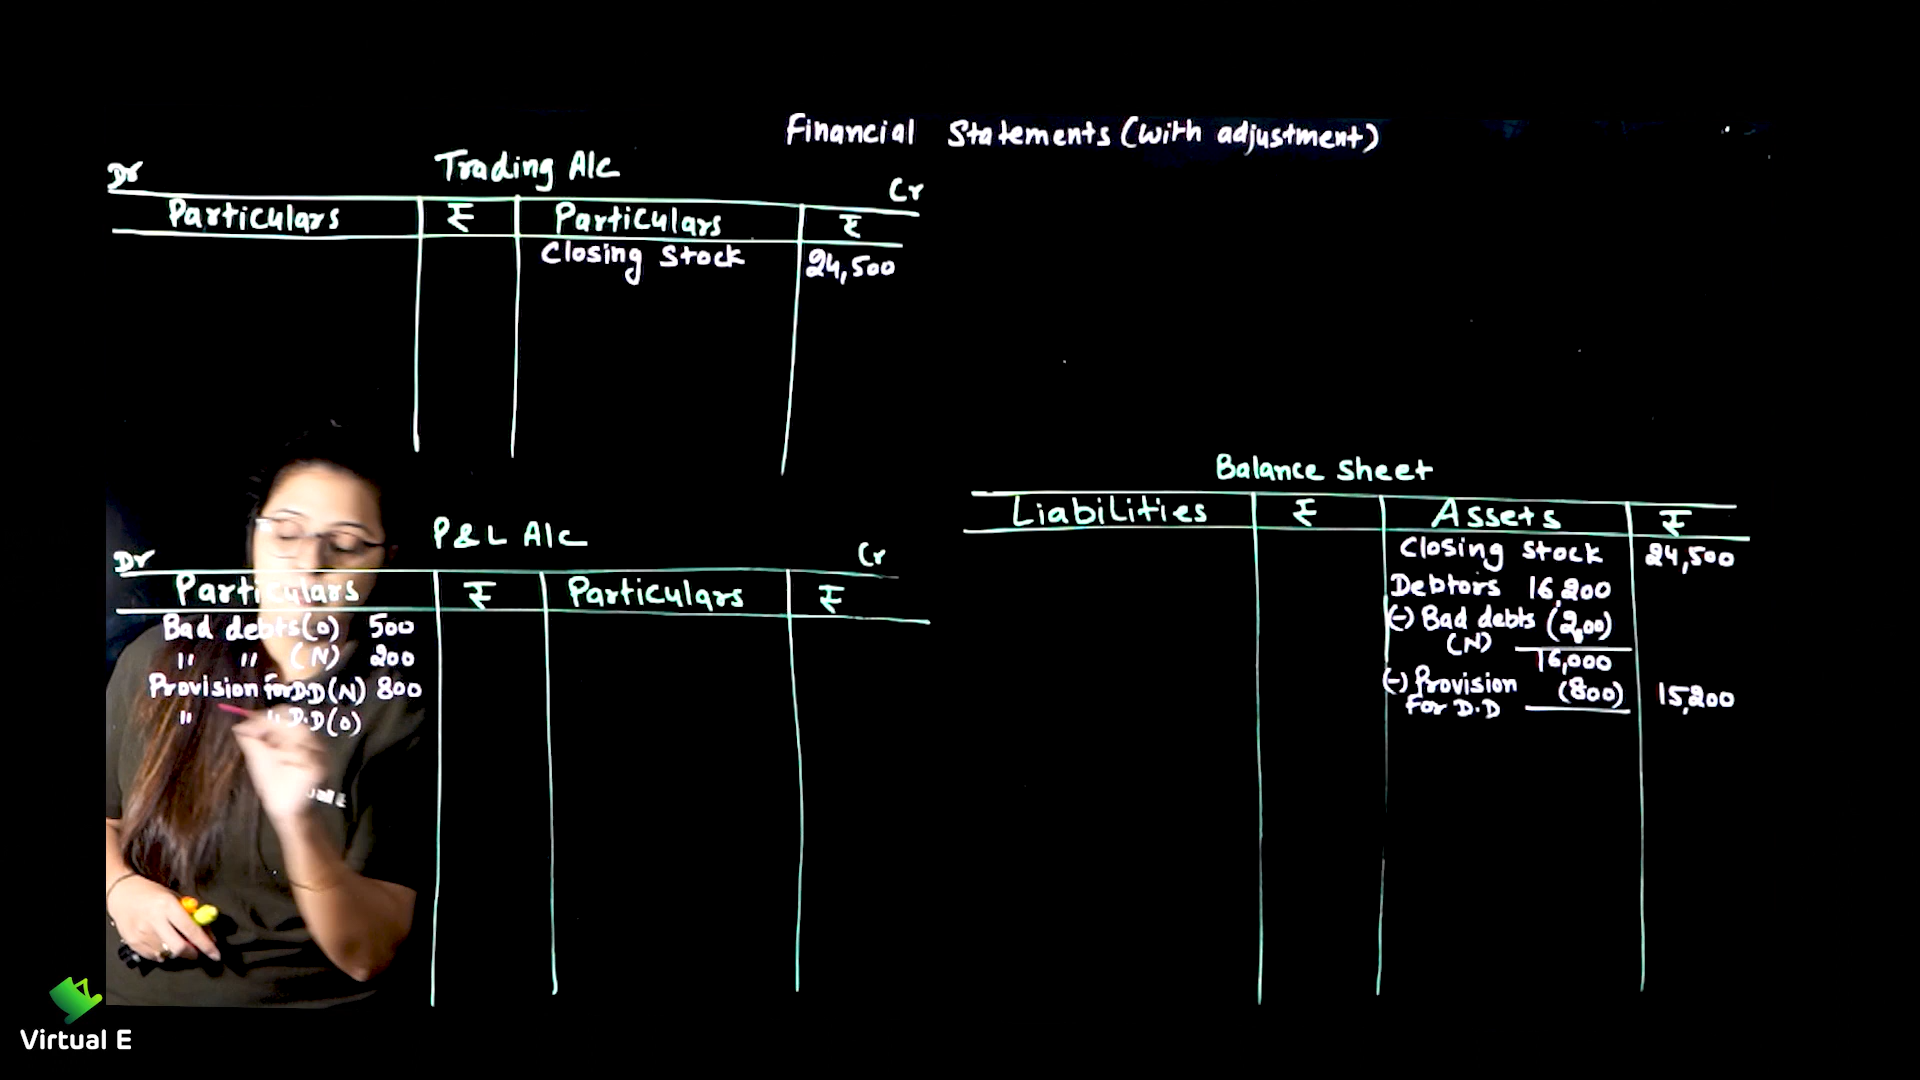 Financial Statements (with adjustment)
Trading A/c
Dr Cr
Particulars ₹ Particulars ₹
Closing Stock 24,500
P & L A/c
Dr Cr
Particulars ₹ Particulars ₹
Bad debts (O) 500
" " (N) 200
Provision for D.D (N) 800
" " D.D (O)
Balance Sheet
Liabilities ₹ Assets ₹
Closing stock 24,500
Debtors 16,200
(-) Bad debts (200)
(N) 16,000
(-) Provision (800) 15,200
for D.D
Virtual E